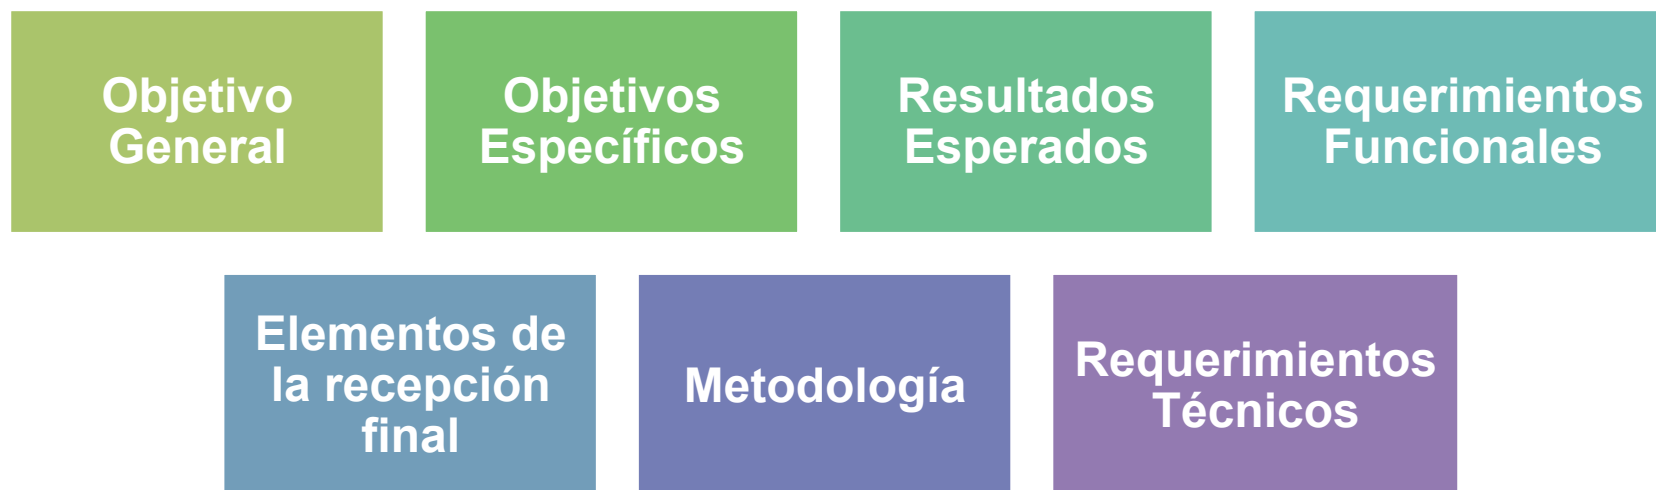 Objetivo
General
Objetivos
Específicos
Resultados
Esperados
Requerimientos
Funcionales
Elementos de
la recepción
final
Metodología
Requerimientos
Técnicos